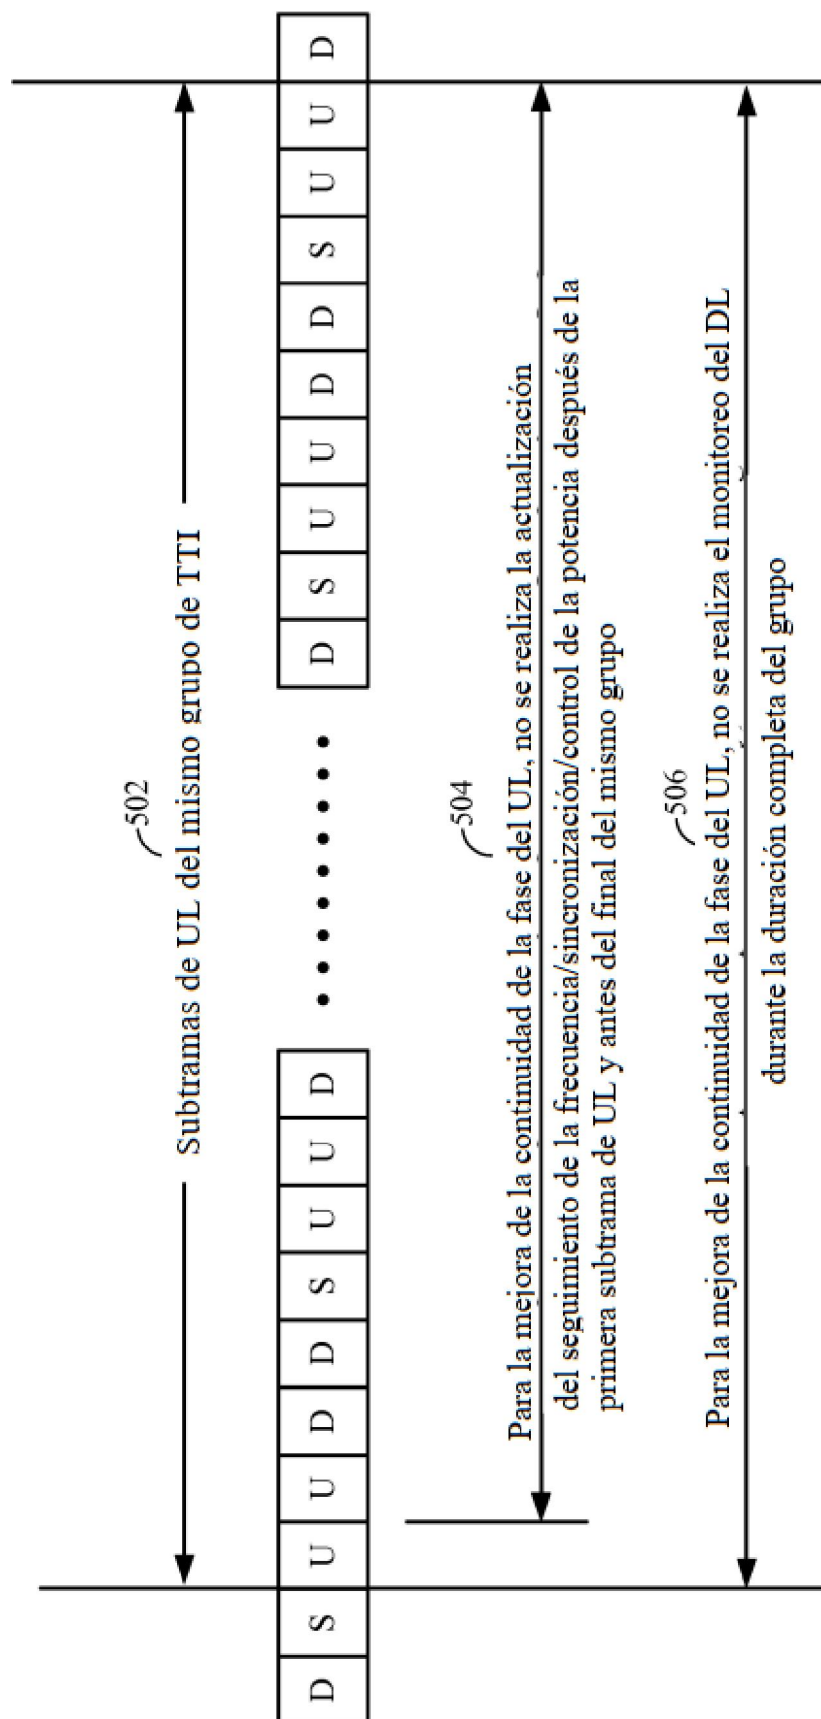 502
Subtramas de UL del mismo grupo de TTI
D S U U D D S U U D D S U U D D S U U D
504
Para la mejora de la continuidad de la fase del UL, no se realiza la actualización
del seguimiento de la frecuencia/sincronización/control de la potencia después de la
primera subtrama de UL y antes del final del mismo grupo
506
Para la mejora de la continuidad de la fase del UL, no se realiza el monitoreo del DL
durante la duración completa del grupo